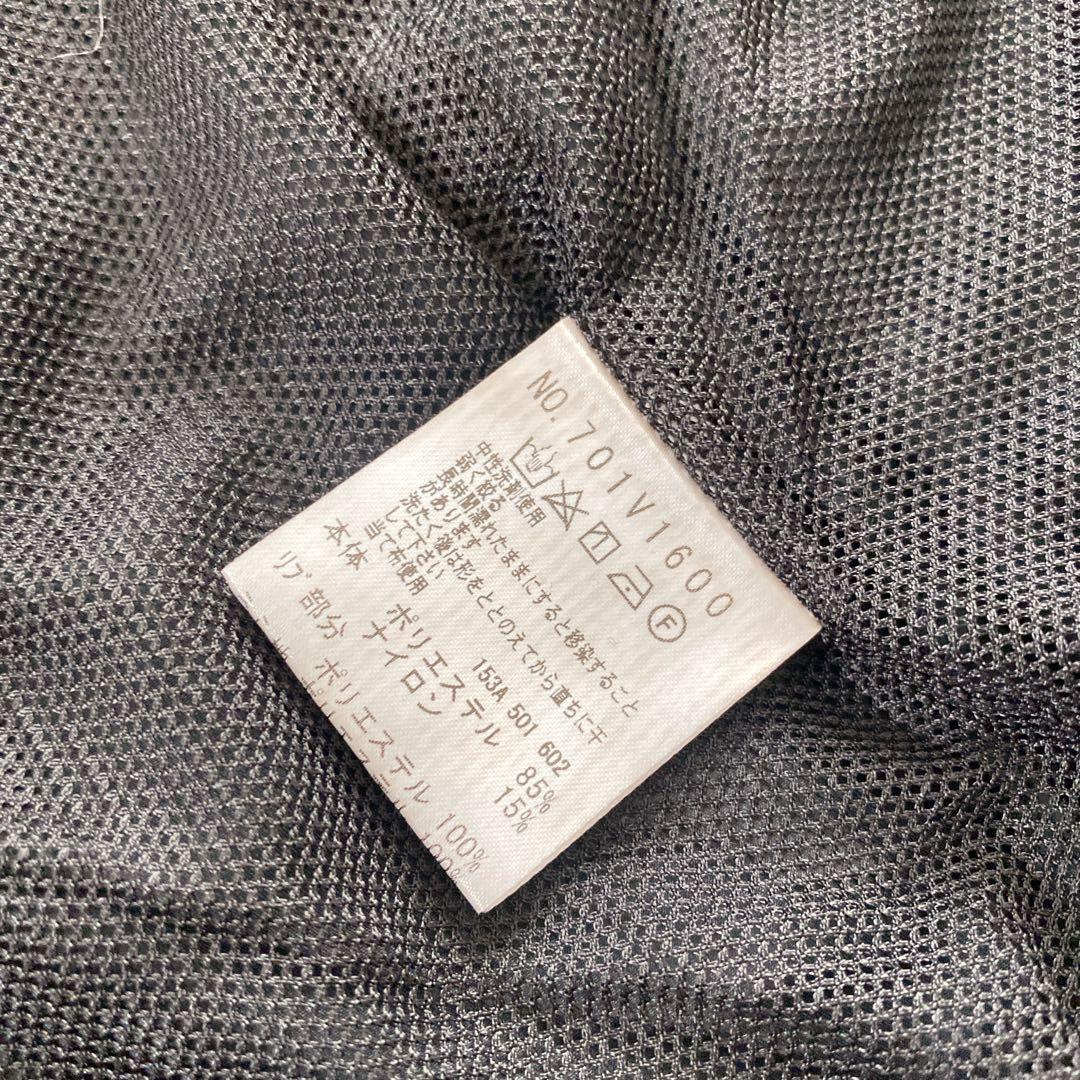 NO.701V1600
F
中性洗剤使用
弱く絞る
長時間濡れたままにすると移染すること
があります
洗たく後は形をととのえてから直ちに干
して下さい
当て布使用
153A 501 602
本体 ポリエステル 85%
ナイロン 15%
リブ部分 ポリエステル 100%
100%